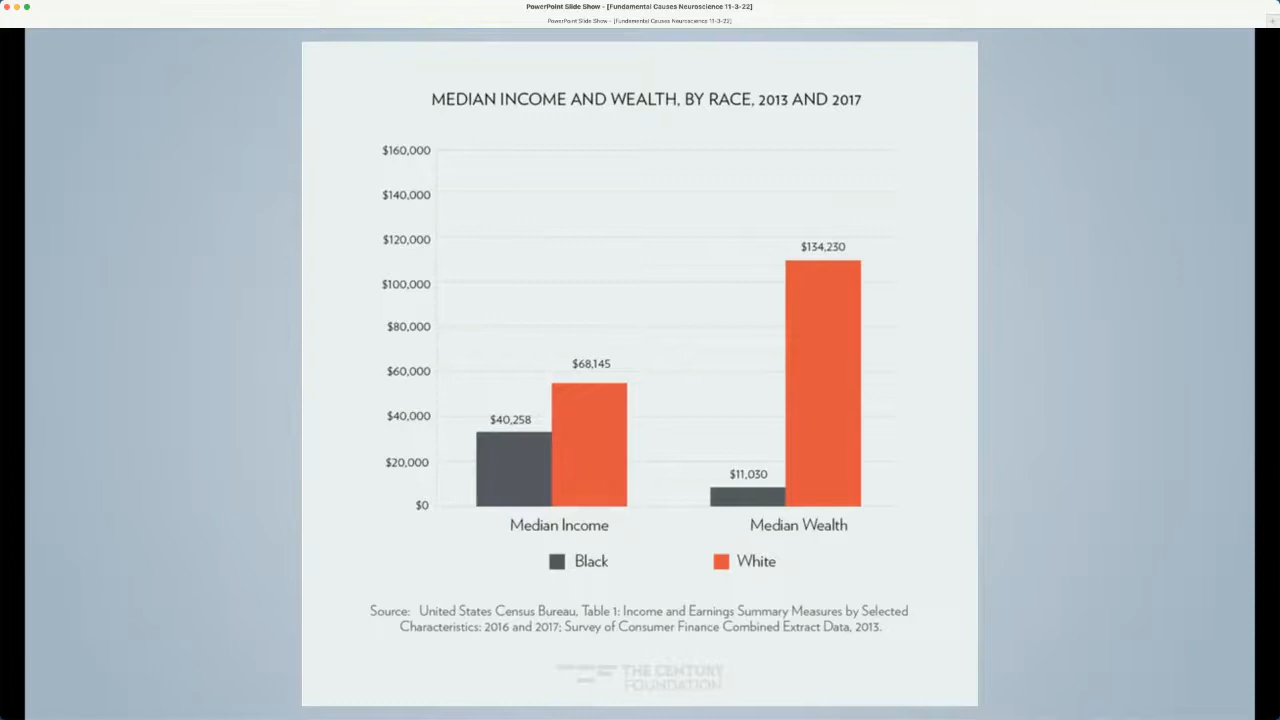 PowerPoint Slide Show - [Fundamental Causes Neuroscience 11-3-22]
PowerPoint Slide Show - [Fundamental Causes Neuroscience 11-3-22]
MEDIAN INCOME AND WEALTH, BY RACE, 2013 AND 2017
$160,000
$140,000
$120,000
$134,230
$100,000
$80,000
$60,000
$68,145
$40,000
$40,258
$20,000
$11,030
$0
Median Income Median Wealth
Black White
Source: United States Census Bureau, Table 1: Income and Earnings Summary Measures by Selected
Characteristics: 2016 and 2017; Survey of Consumer Finance Combined Extract Data, 2013.
THE CENTURY
FOUNDATION